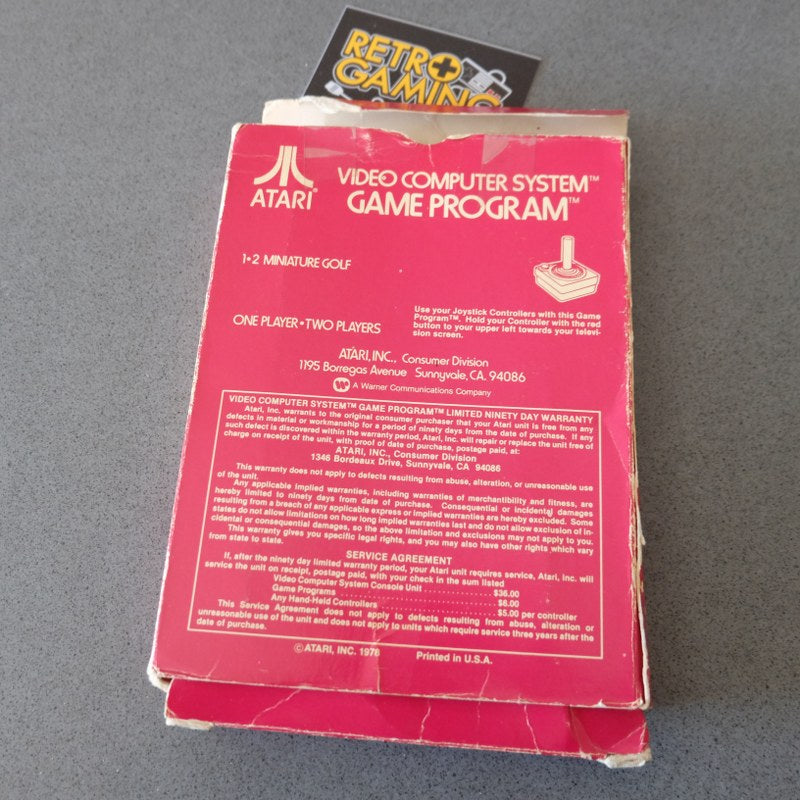 RETRO
GAMING
ATARI®
VIDEO COMPUTER SYSTEM™
GAME PROGRAM™
1•2 MINIATURE GOLF
ONE PLAYER•TWO PLAYERS
Use your Joystick Controllers with this Game
Program™. Hold your Controller with the red
button to your upper left towards your televi-
sion screen.
ATARI, INC., Consumer Division
1195 Borregas Avenue Sunnyvale, CA. 94086
A Warner Communications Company
VIDEO COMPUTER SYSTEM™ GAME PROGRAM™ LIMITED NINETY DAY WARRANTY
Atari, Inc. warrants to the original consumer purchaser that your Atari unit is free from any
defects in material or workmanship for a period of ninety days from the date of purchase. If any
such defect is discovered within the warranty period, Atari, Inc. will repair or replace the unit free of
charge on receipt of the unit, with proof of date of purchase, postage paid, at:
ATARI, INC., Consumer Division
1346 Bordeaux Drive, Sunnyvale, CA 94086
This warranty does not apply to defects resulting from abuse, alteration, or unreasonable use
of the unit.
Any applicable implied warranties, including warranties of merchantibility and fitness, are
hereby limited to ninety days from date of purchase. Consequential or incidental damages
resulting from a breach of any applicable express or implied warranties are hereby excluded. Some
states do not allow limitations on how long implied warranties last and do not allow exclusion of in-
cidental or consequential damages, so the above limitation and exclusions may not apply to you.
This warranty gives you specific legal rights, and you may also have other rights which vary
from state to state.
SERVICE AGREEMENT
If, after the ninety day limited warranty period, your Atari unit requires service, Atari, Inc. will
service the unit on receipt, postage paid, with your check in the sum listed
Video Computer System Console Unit ........................ $36.00
Game Programs ........................ $6.00
Any Hand-Held Controllers ........................ $5.00 per controller
This Service Agreement does not apply to defects resulting from abuse, alteration or
unreasonable use of the unit and does not apply to units which require service three years after the
date of purchase.
© ATARI, INC. 1978 Printed in U.S.A.